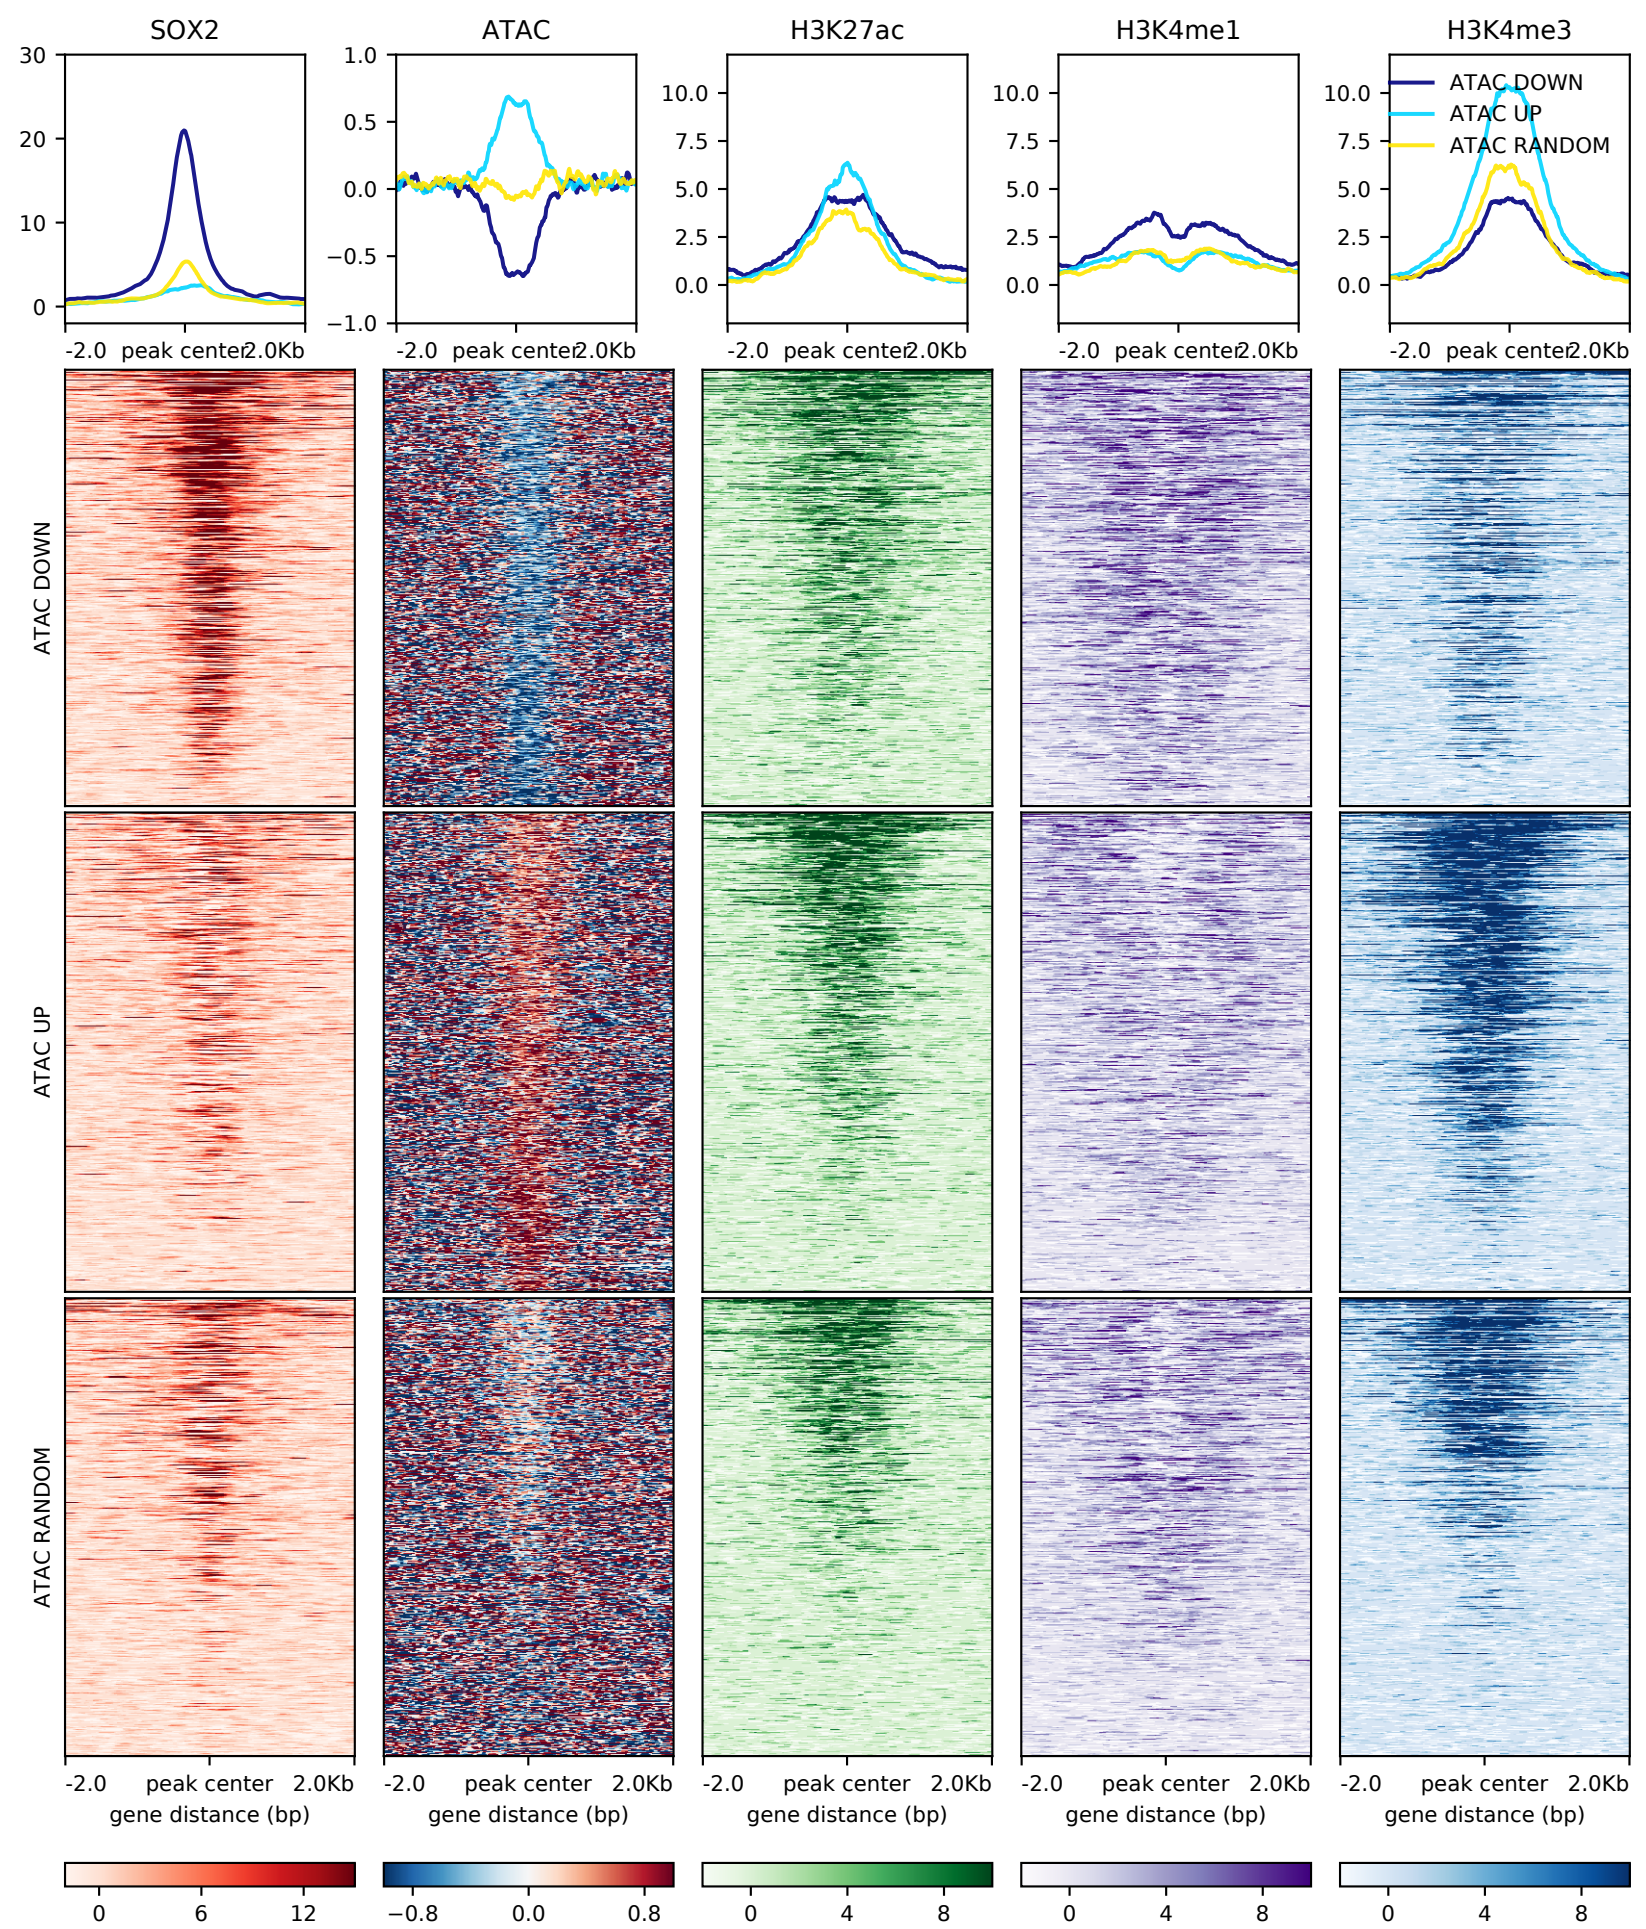 SOX2 ATAC H3K27ac H3K4me1 H3K4me3
30
20
10
0
1.0
0.5
0.0
−0.5
−1.0
10.0
7.5
5.0
2.5
0.0
10.0
7.5
5.0
2.5
0.0
10.0
7.5
5.0
2.5
0.0
ATAC DOWN
ATAC UP
ATAC RANDOM
-2.0 peak center 2.0Kb -2.0 peak center 2.0Kb -2.0 peak center 2.0Kb -2.0 peak center 2.0Kb -2.0 peak center 2.0Kb
ATAC DOWN
ATAC UP
ATAC RANDOM
-2.0 peak center 2.0Kb -2.0 peak center 2.0Kb -2.0 peak center 2.0Kb -2.0 peak center 2.0Kb -2.0 peak center 2.0Kb
gene distance (bp) gene distance (bp) gene distance (bp) gene distance (bp) gene distance (bp)
0 6 12 −0.8 0.0 0.8 0 4 8 0 4 8 0 4 8